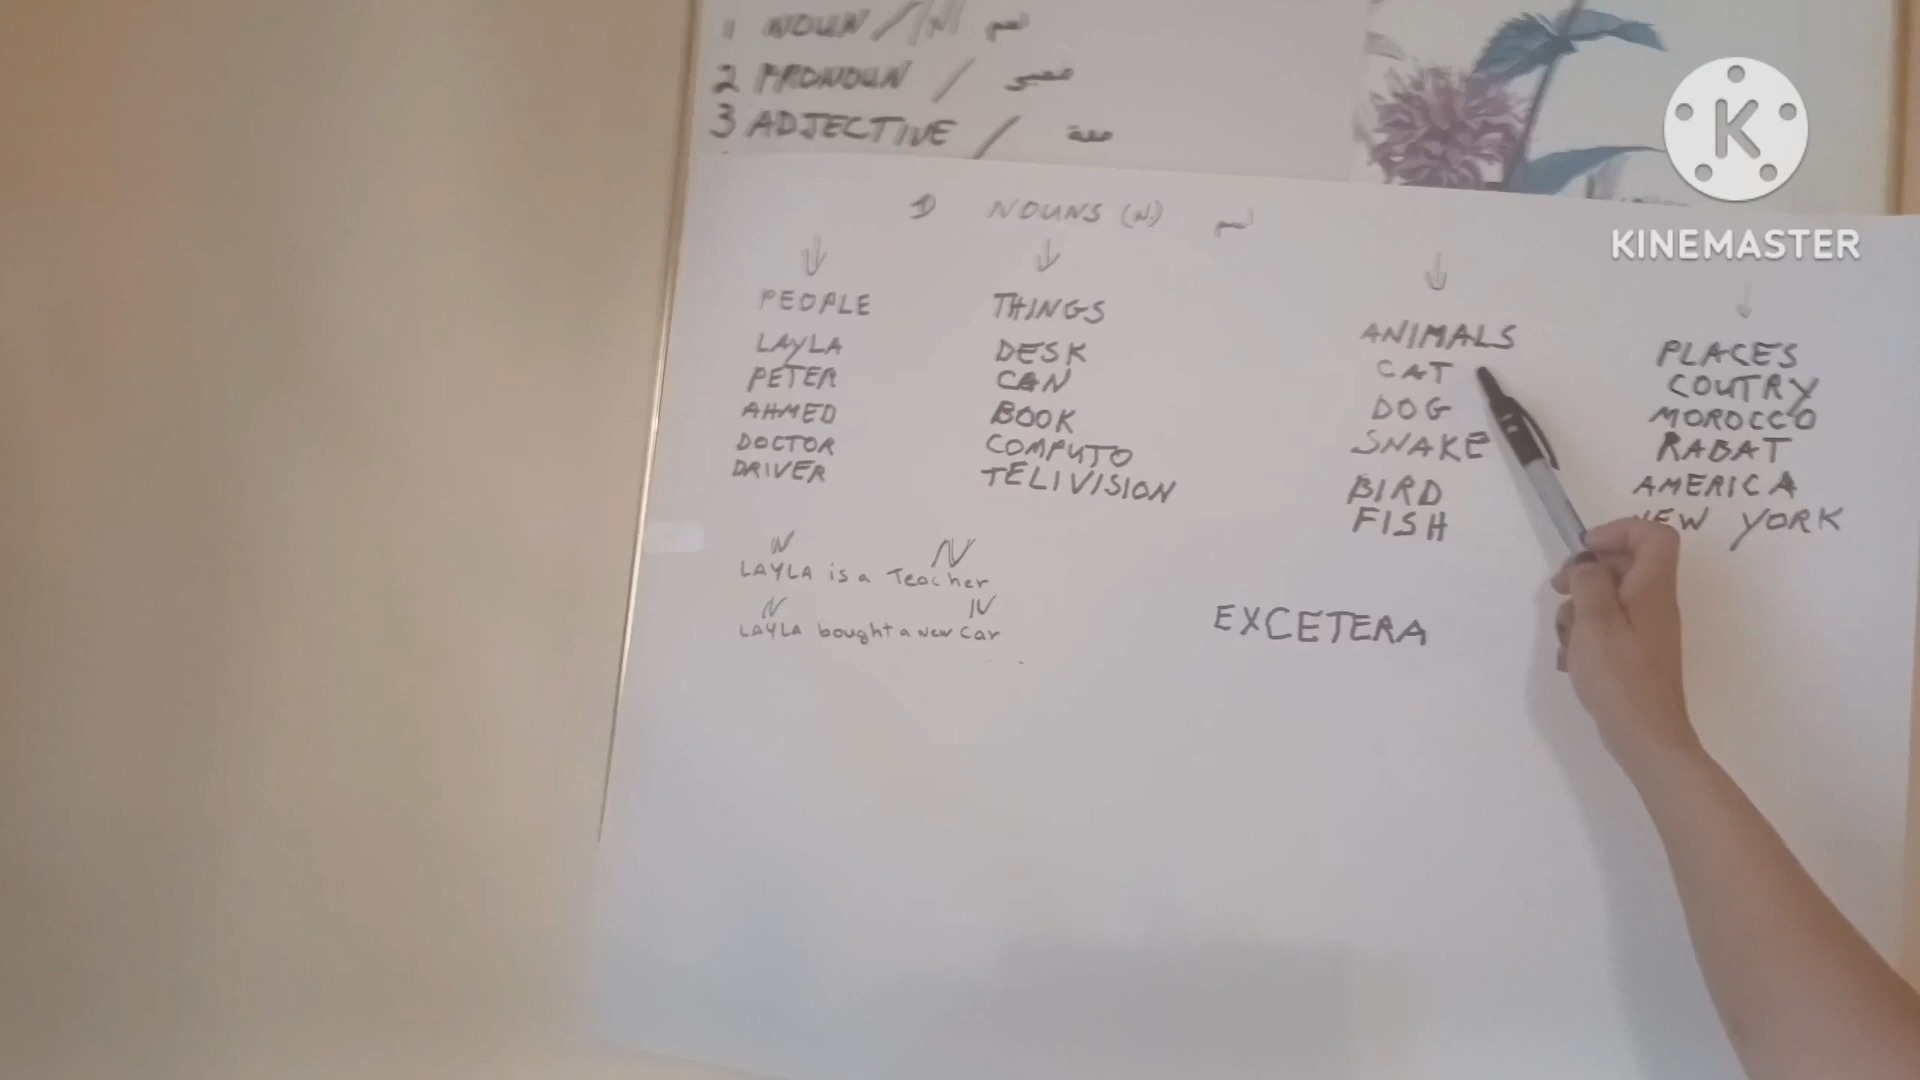 1 NOUN / (N) اسم
2 PRONOUN / ضمير
3 ADJECTIVE / صفة
K
KINEMASTER
1 NOUNS (N.) اسم
PEOPLE
LAYLA
PETER
AHMED
DOCTOR
DRIVER
THINGS
DESK
CAN
BOOK
COMPUTO
TELIVISION
ANIMALS
CAT
DOG
SNAKE
BIRD
FISH
PLACES
COUTRY
MOROCCO
RABAT
AMERICA
NEW YORK
N N
LAYLA is a Teacher
N N
LAYLA bought a new car
EXCETERA